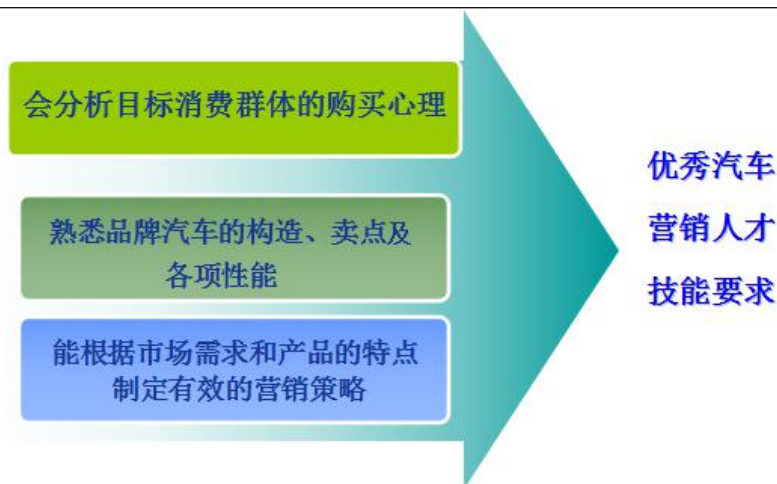 会分析目标消费群体的购买心理
熟悉品牌汽车的构造、卖点及
各项性能
能根据市场需求和产品的特点
制定有效的营销策略
优秀汽车
营销人才
技能要求